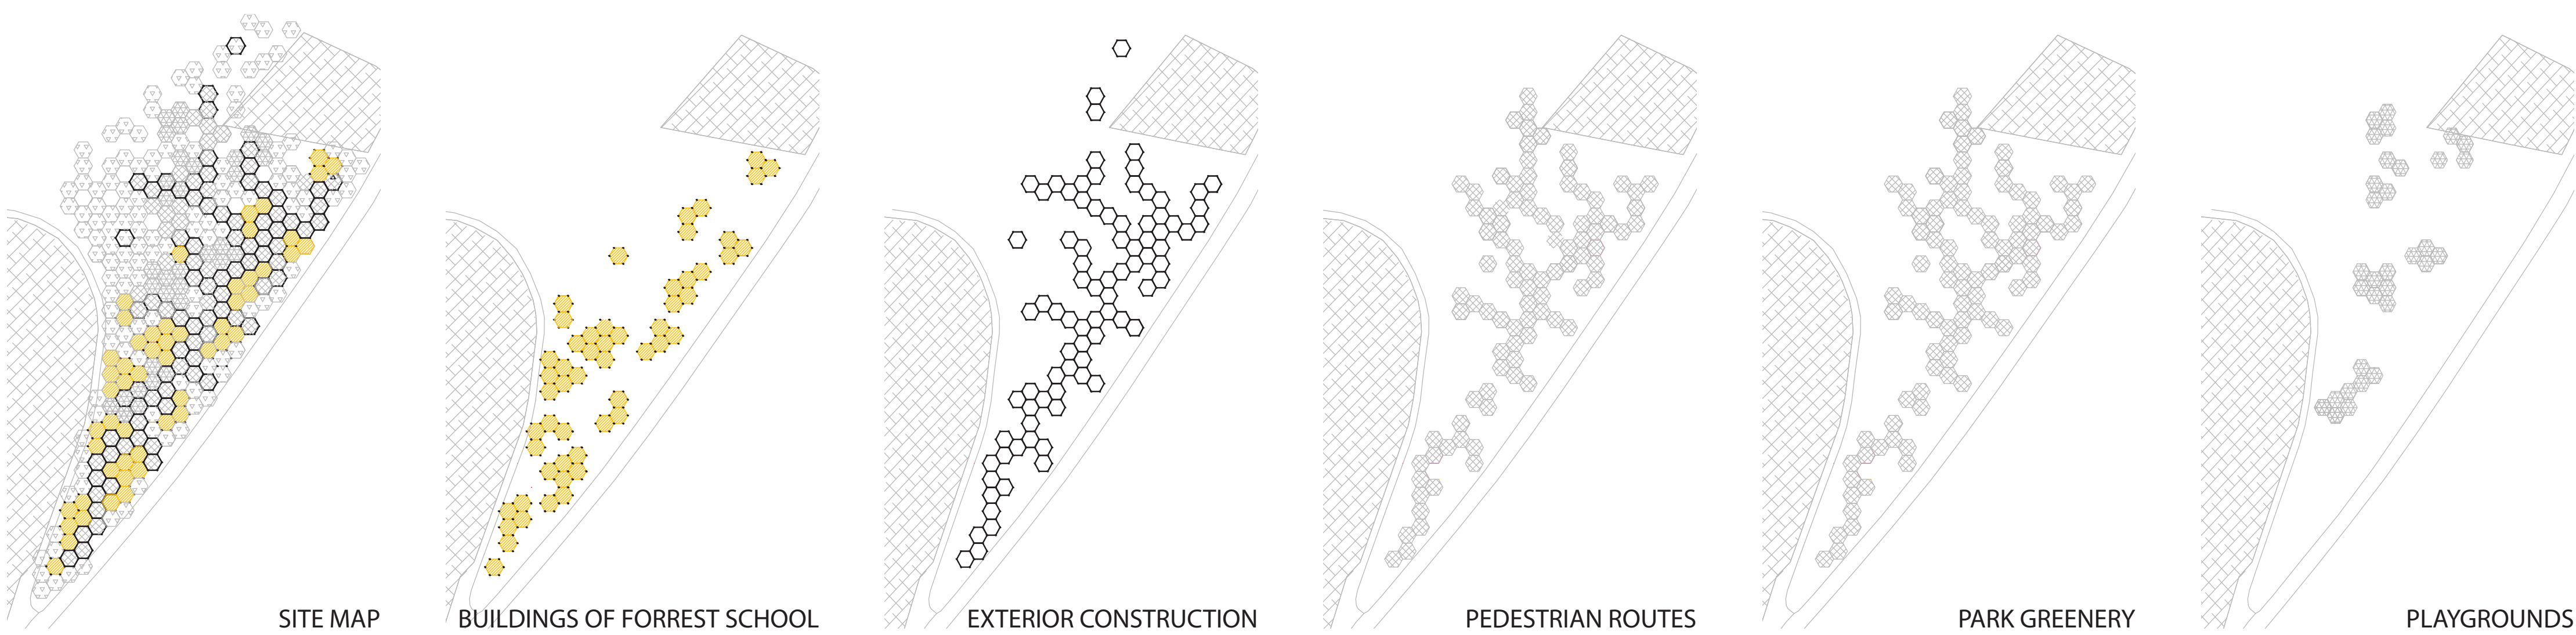 SITE MAP
BUILDINGS OF FORREST SCHOOL
EXTERIOR CONSTRUCTION
PEDESTRIAN ROUTES
PARK GREENERY
PLAYGROUNDS